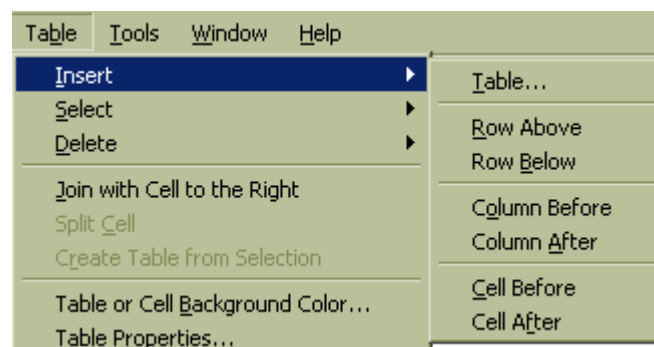 Table Tools Window Help
Insert
Select
Delete
Join with Cell to the Right
Split Cell
Create Table from Selection
Table or Cell Background Color...
Table Properties...
Table...
Row Above
Row Below
Column Before
Column After
Cell Before
Cell After